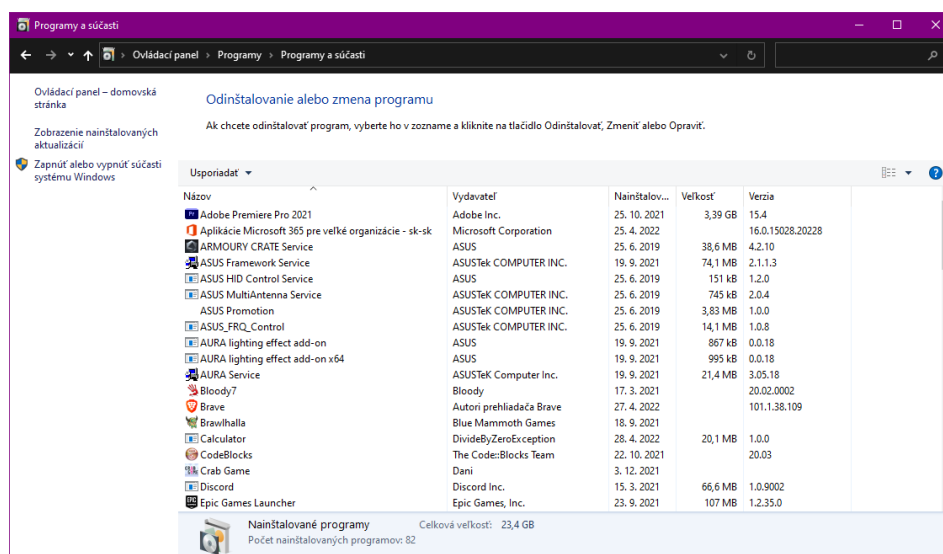 Programy a súčasti
Ovládací panel > Programy > Programy a súčasti
Ovládací panel – domovská
stránka
Zobrazenie nainštalovaných
aktualizácií
Zapnúť alebo vypnúť súčasti
systému Windows
Odinštalovanie alebo zmena programu
Ak chcete odinštalovať program, vyberte ho v zozname a kliknite na tlačidlo Odinštalovať, Zmeniť alebo Opraviť.
Usporiadať
Názov Vydavateľ Nainštalov... Veľkosť Verzia
Adobe Premiere Pro 2021 Adobe Inc. 25. 10. 2021 3,39 GB 15.4
Aplikácie Microsoft 365 pre veľké organizácie - sk-sk Microsoft Corporation 25. 4. 2022 16.0.15028.20228
ARMOURY CRATE Service ASUS 25. 6. 2019 38,6 MB 4.2.10
ASUS Framework Service ASUSTek COMPUTER INC. 19. 9. 2021 74,1 MB 2.1.1.3
ASUS HID Control Service ASUS 25. 6. 2019 151 kB 1.2.0
ASUS MultiAntenna Service ASUSTeK COMPUTER INC. 25. 6. 2019 745 kB 2.0.4
ASUS Promotion ASUSTeK COMPUTER INC. 25. 6. 2019 3,83 MB 1.0.0
ASUS_FRQ_Control ASUSTek COMPUTER INC. 25. 6. 2019 14,1 MB 1.0.8
AURA lighting effect add-on ASUS 19. 9. 2021 867 kB 0.0.18
AURA lighting effect add-on x64 ASUS 19. 9. 2021 995 kB 0.0.18
AURA Service ASUSTeK Computer Inc. 19. 9. 2021 21,4 MB 3.05.18
Bloody7 Bloody 17. 3. 2021 20.02.0002
Brave Autori prehliadača Brave 27. 4. 2022 101.1.38.109
Brawlhalla Blue Mammoth Games 18. 9. 2021
Calculator DivideByZeroException 28. 4. 2022 20,1 MB 1.0.0
CodeBlocks The Code::Blocks Team 22. 10. 2021 20.03
Crab Game Dani 3. 12. 2021
Discord Discord Inc. 15. 3. 2021 66,6 MB 1.0.9002
Epic Games Launcher Epic Games, Inc. 23. 9. 2021 107 MB 1.2.35.0
Nainštalované programy Celková veľkosť: 23,4 GB
Počet nainštalovaných programov: 82